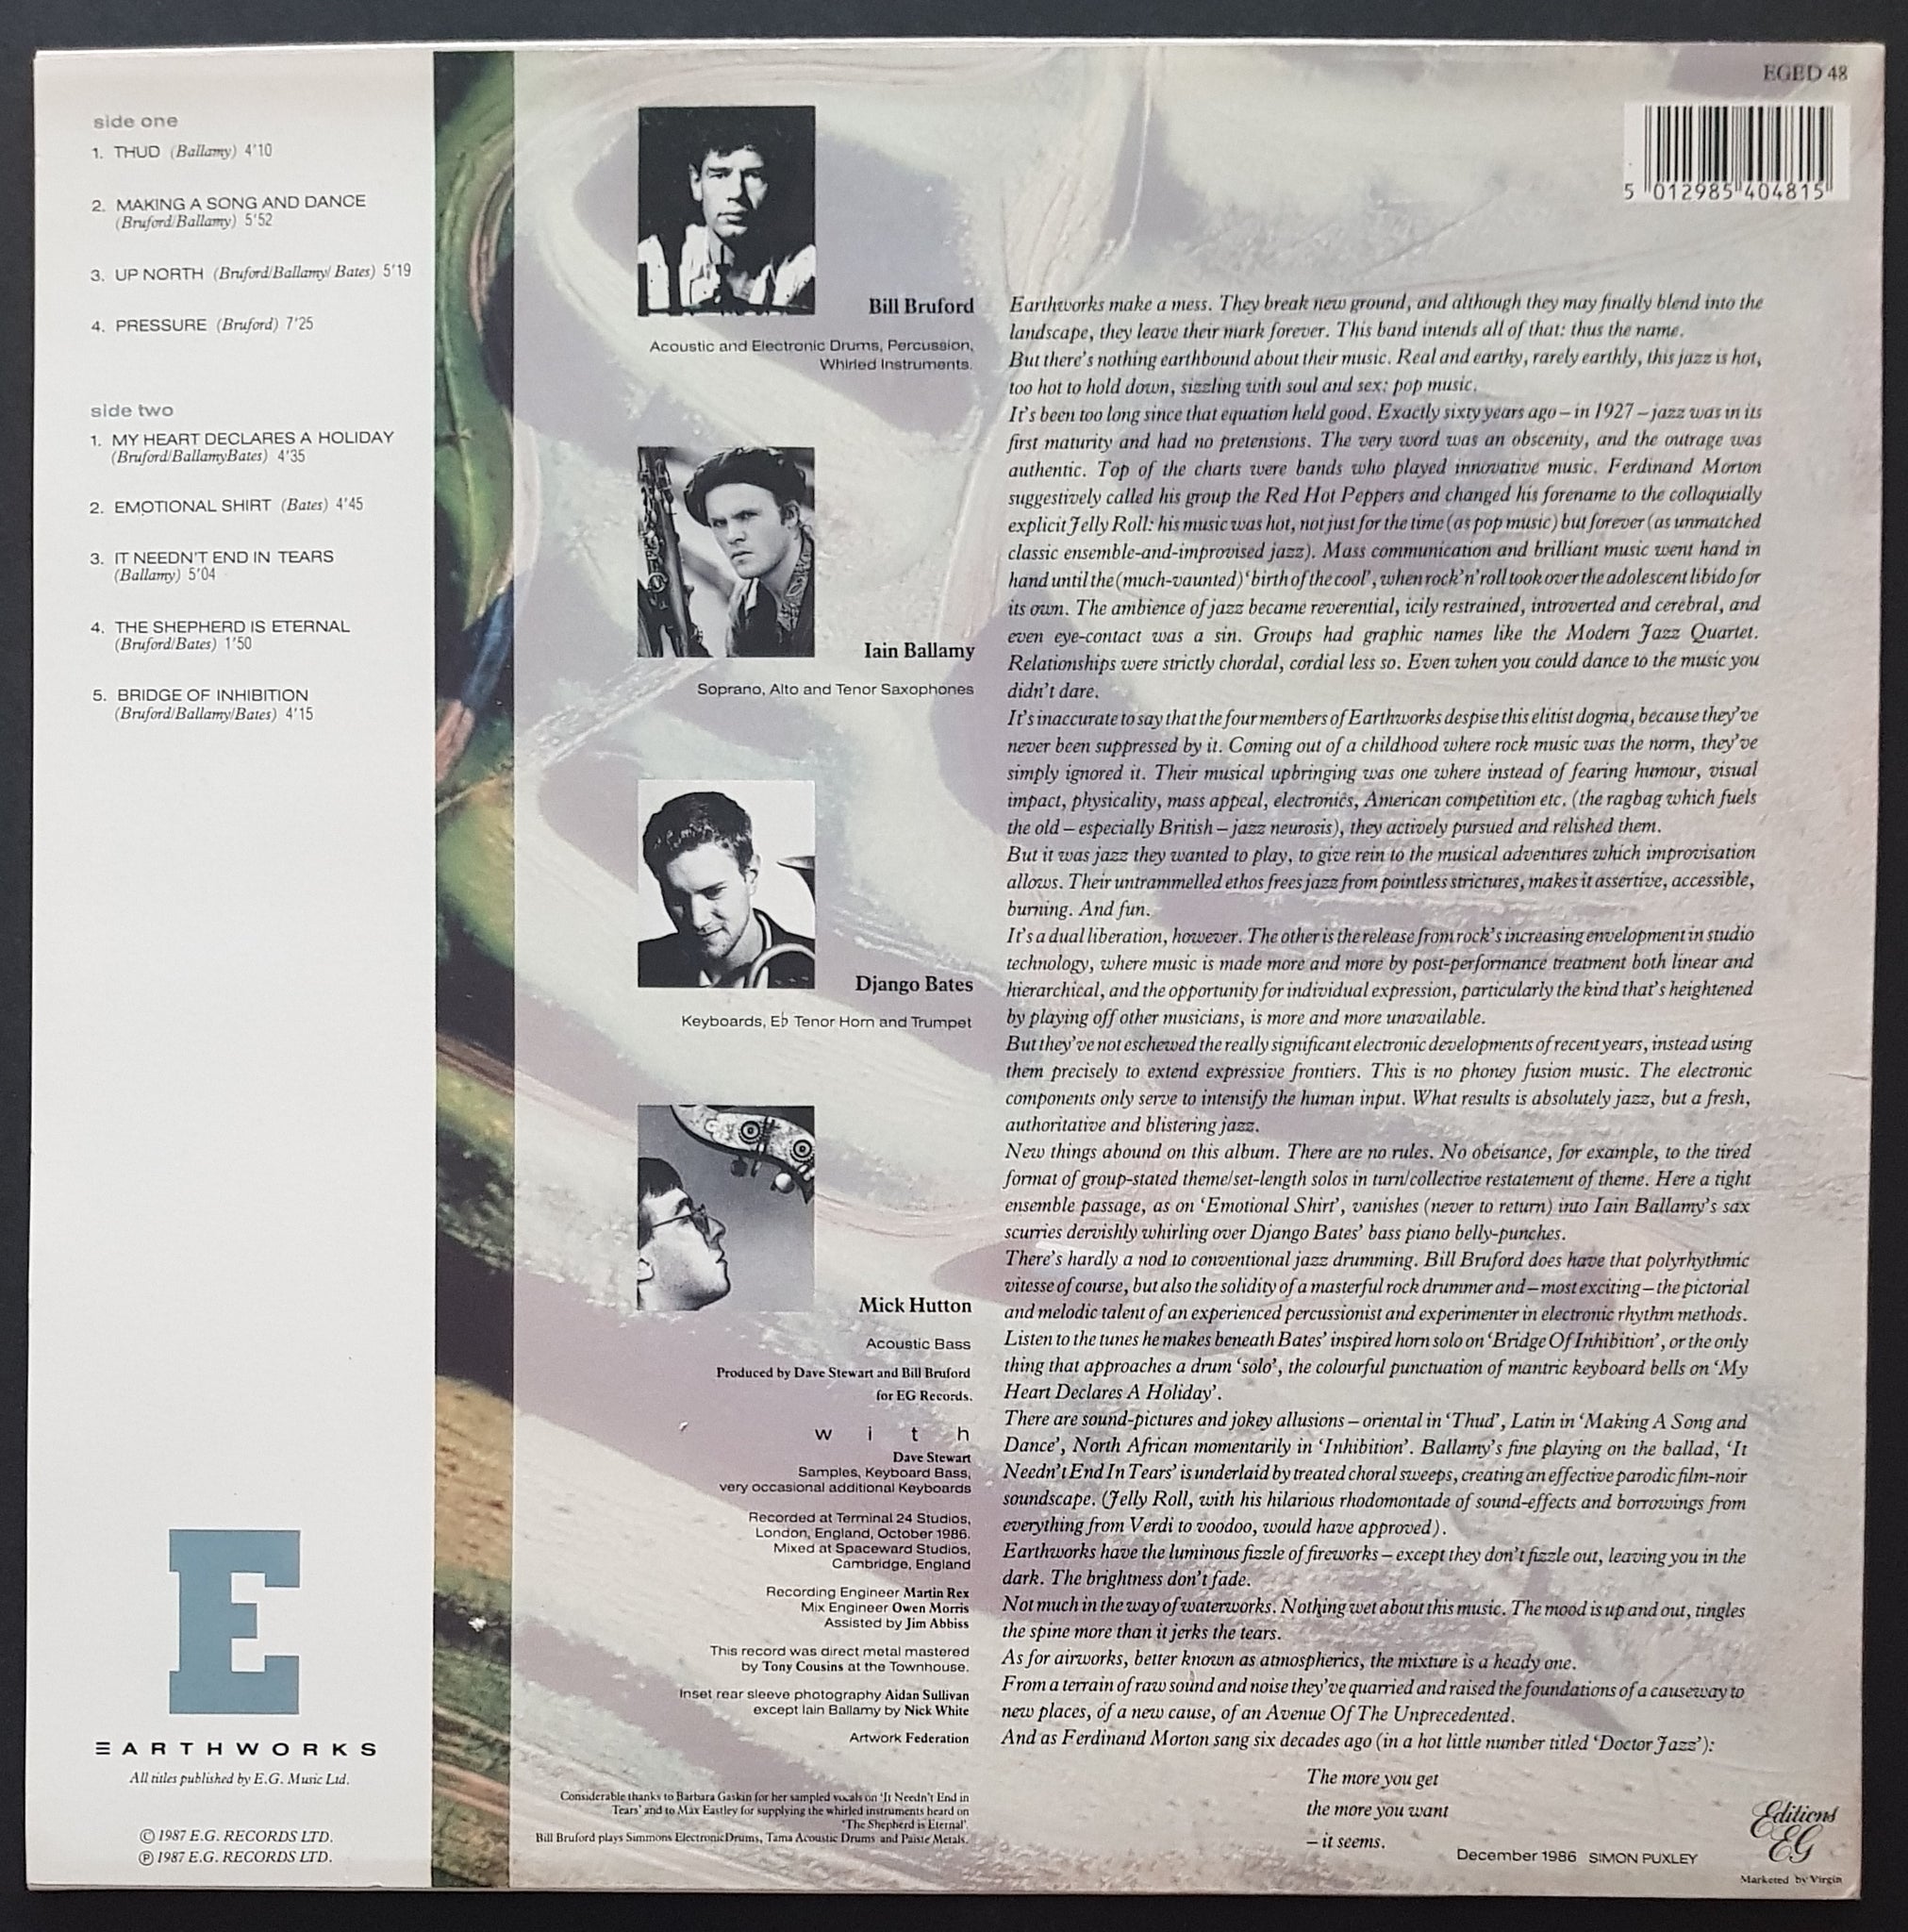 side one
1. THUD (Ballamy) 4'10
2. MAKING A SONG AND DANCE
(Bruford/Ballamy) 5'52
3. UP NORTH (Bruford/Ballamy/ Bates) 5'19
4. PRESSURE (Bruford) 7'25
side two
1. MY HEART DECLARES A HOLIDAY
(Bruford/BallamyBates) 4'35
2. EMOTIONAL SHIRT (Bates) 4'45
3. IT NEEDN'T END IN TEARS
(Ballamy) 5'04
4. THE SHEPHERD IS ETERNAL
(Bruford/Bates) 1'50
5. BRIDGE OF INHIBITION
(Bruford/Ballamy/Bates) 4'15
E
EARTHWORKS
All titles published by E.G. Music Ltd.
© 1987 E.G. RECORDS LTD.
℗ 1987 E.G. RECORDS LTD.
Bill Bruford
Acoustic and Electronic Drums, Percussion,
Whirled Instruments.
Iain Ballamy
Soprano, Alto and Tenor Saxophones
Django Bates
Keyboards, E♭ Tenor Horn and Trumpet
Mick Hutton
Acoustic Bass
Produced by Dave Stewart and Bill Bruford
for EG Records.
with
Dave Stewart
Samples, Keyboard Bass,
very occasional additional Keyboards
Recorded at Terminal 24 Studios,
London, England, October 1986.
Mixed at Spaceward Studios,
Cambridge, England
Recording Engineer Martin Rex
Mix Engineer Owen Morris
Assisted by Jim Abbiss
This record was direct metal mastered
by Tony Cousins at the Townhouse.
Inset rear sleeve photography Aidan Sullivan
except Iain Ballamy by Nick White
Artwork Federation
Considerable thanks to Barbara Gaskin for her sampled vocals on 'It Needn't End in
Tears' and to Max Eastley for supplying the whirled instruments heard on
'The Shepherd is Eternal'.
Bill Bruford plays Simmons ElectronicDrums, Tama Acoustic Drums and Paiste Metals.
EGED 48
5 012985 404815
Earthworks make a mess. They break new ground, and although they may finally blend into the
landscape, they leave their mark forever. This band intends all of that: thus the name.
But there's nothing earthbound about their music. Real and earthy, rarely earthly, this jazz is hot,
too hot to hold down, sizzling with soul and sex: pop music.
It's been too long since that equation held good. Exactly sixty years ago – in 1927 – jazz was in its
first maturity and had no pretensions. The very word was an obscenity, and the outrage was
authentic. Top of the charts were bands who played innovative music. Ferdinand Morton
suggestively called his group the Red Hot Peppers and changed his forename to the colloquially
explicit Jelly Roll: his music was hot, not just for the time (as pop music) but forever (as unmatched
classic ensemble-and-improvised jazz). Mass communication and brilliant music went hand in
hand until the (much-vaunted) 'birth of the cool', when rock'n'roll took over the adolescent libido for
its own. The ambience of jazz became reverential, icily restrained, introverted and cerebral, and
even eye-contact was a sin. Groups had graphic names like the Modern Jazz Quartet.
Relationships were strictly chordal, cordial less so. Even when you could dance to the music you
didn't dare.
It's inaccurate to say that the four members of Earthworks despise this elitist dogma, because they've
never been suppressed by it. Coming out of a childhood where rock music was the norm, they've
simply ignored it. Their musical upbringing was one where instead of fearing humour, visual
impact, physicality, mass appeal, electronics, American competition etc. (the ragbag which fuels
the old – especially British – jazz neurosis), they actively pursued and relished them.
But it was jazz they wanted to play, to give rein to the musical adventures which improvisation
allows. Their untrammelled ethos frees jazz from pointless strictures, makes it assertive, accessible,
burning. And fun.
It's a dual liberation, however. The other is the release from rock's increasing envelopment in studio
technology, where music is made more and more by post-performance treatment both linear and
hierarchical, and the opportunity for individual expression, particularly the kind that's heightened
by playing off other musicians, is more and more unavailable.
But they've not eschewed the really significant electronic developments of recent years, instead using
them precisely to extend expressive frontiers. This is no phoney fusion music. The electronic
components only serve to intensify the human input. What results is absolutely jazz, but a fresh,
authoritative and blistering jazz.
New things abound on this album. There are no rules. No obeisance, for example, to the tired
format of group-stated theme/set-length solos in turn/collective restatement of theme. Here a tight
ensemble passage, as on 'Emotional Shirt', vanishes (never to return) into Iain Ballamy's sax
scurries dervishly whirling over Django Bates' bass piano belly-punches.
There's hardly a nod to conventional jazz drumming. Bill Bruford does have that polyrhythmic
vitesse of course, but also the solidity of a masterful rock drummer and – most exciting – the pictorial
and melodic talent of an experienced percussionist and experimenter in electronic rhythm methods.
Listen to the tunes he makes beneath Bates' inspired horn solo on 'Bridge Of Inhibition', or the only
thing that approaches a drum 'solo', the colourful punctuation of mantric keyboard bells on 'My
Heart Declares A Holiday'.
There are sound-pictures and jokey allusions – oriental in 'Thud', Latin in 'Making A Song and
Dance', North African momentarily in 'Inhibition'. Ballamy's fine playing on the ballad, 'It
Needn't End In Tears' is underlaid by treated choral sweeps, creating an effective parodic film-noir
soundscape. (Jelly Roll, with his hilarious rhodomontade of sound-effects and borrowings from
everything from Verdi to voodoo, would have approved).
Earthworks have the luminous fizzle of fireworks – except they don't fizzle out, leaving you in the
dark. The brightness don't fade.
Not much in the way of waterworks. Nothing wet about this music. The mood is up and out, tingles
the spine more than it jerks the tears.
As for airworks, better known as atmospherics, the mixture is a heady one.
From a terrain of raw sound and noise they've quarried and raised the foundations of a causeway to
new places, of a new cause, of an Avenue Of The Unprecedented.
And as Ferdinand Morton sang six decades ago (in a hot little number titled 'Doctor Jazz'):
The more you get
the more you want
– it seems.
December 1986 SIMON PUXLEY
Editions
EG
Marketed by Virgin